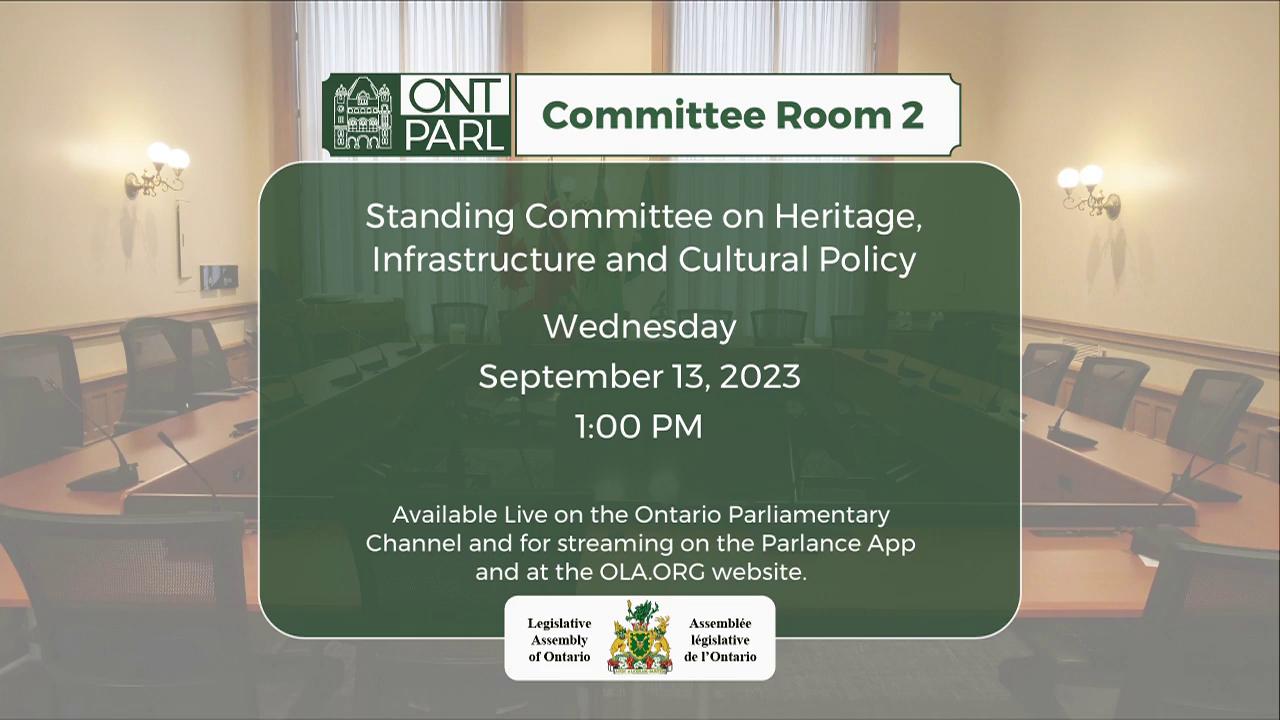 ONT
PARL
Committee Room 2
Standing Committee on Heritage,
Infrastructure and Cultural Policy
Wednesday
September 13, 2023
1:00 PM
Available Live on the Ontario Parliamentary
Channel and for streaming on the Parlance App
and at the OLA.ORG website.
Legislative
Assembly
of Ontario
Assemblée
législative
de l'Ontario